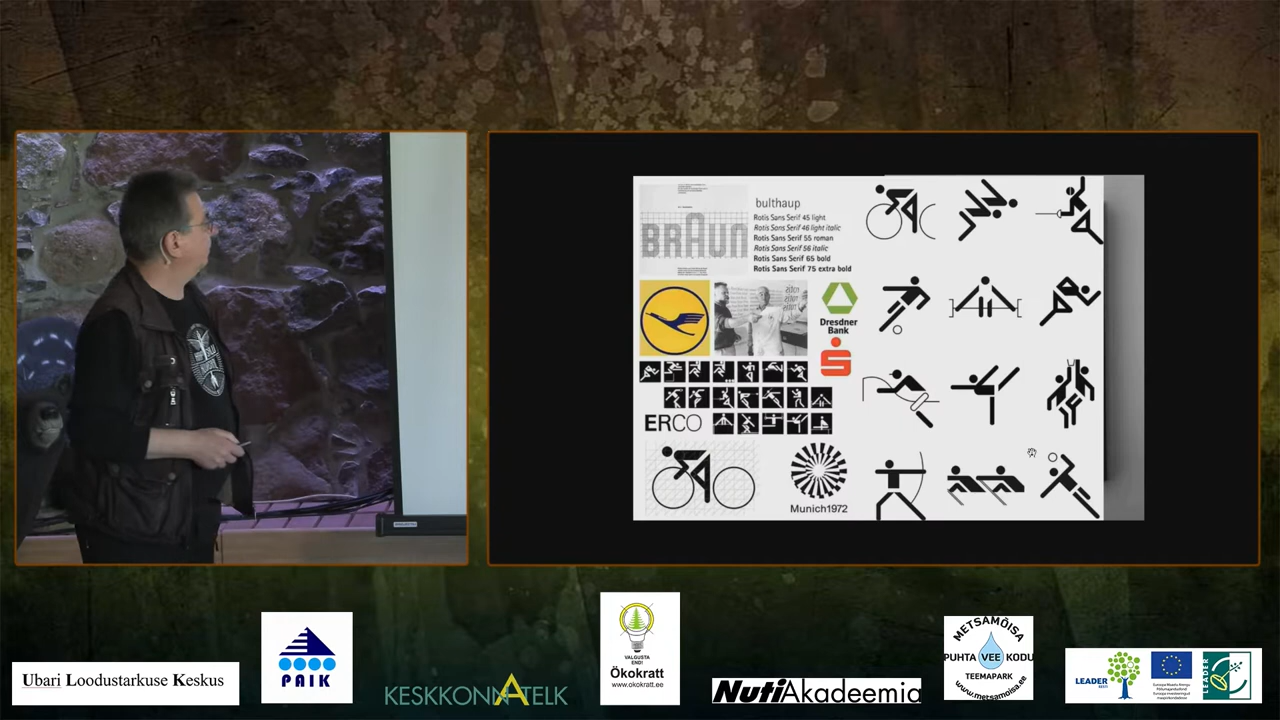 bulthaup
BRAUN
Rotis Sans Serif 45 light
Rotis Sans Serif 46 light italic
Rotis Sans Serif 55 roman
Rotis Sans Serif 56 italic
Rotis Sans Serif 65 bold
Rotis Sans Serif 75 extra bold
Dresdner
Bank
ERCO
Munich1972
Ubari Loodustarkuse Keskus
PAIK
KESKKONNATELK
VALGUSTA
END!
Ökokratt
www.okokratt.ee
NutiAkadeemia
METSAMÕISA
PUHTA VEE KODU
TEEMAPARK
www.metsamoisa.ee
LEADER
EESTI
LEADER